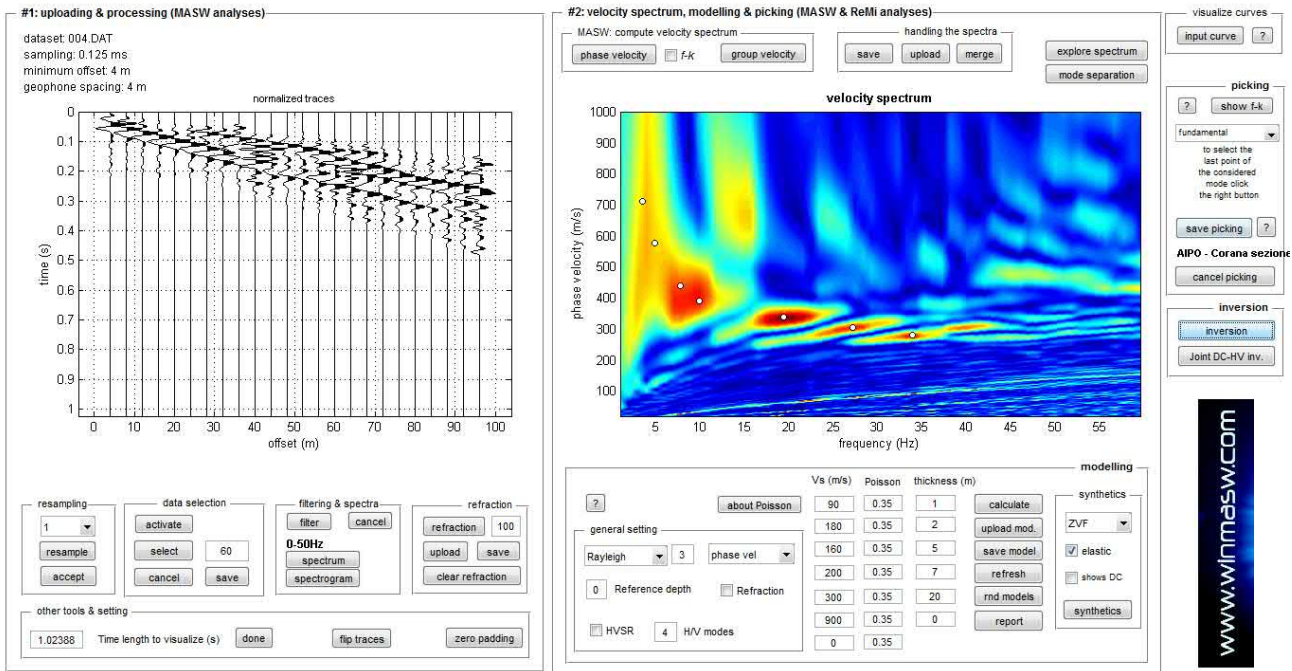 #1: uploading & processing (MASW analyses)
dataset: 004.DAT
sampling: 0.125 ms
minimum offset: 4 m
geophone spacing: 4 m
normalized traces
0
0.1
0.2
0.3
0.4
0.5
0.6
0.7
0.8
0.9
1
time (s)
0 10 20 30 40 50 60 70 80 90 100
offset (m)
resampling
1
resample
accept
data selection
activate
select 60
cancel save
filtering & spectra
filter cancel
0-50Hz
spectrum
spectrogram
refraction
refraction 100
upload save
clear refraction
other tools & setting
1.02388 Time length to visualize (s) done flip traces zero padding
#2: velocity spectrum, modelling & picking (MASW & ReMi analyses)
MASW: compute velocity spectrum
phase velocity f-k group velocity
handling the spectra
save upload merge
explore spectrum
mode separation
velocity spectrum
1000
900
800
700
600
500
400
300
200
100
phase velocity (m/s)
5 10 15 20 25 30 35 40 45 50 55
frequency (Hz)
modelling
? about Poisson
general setting
Rayleigh 3 phase vel
0 Reference depth Refraction
HVSR 4 H/V modes
Vs (m/s) Poisson thickness (m)
90 0.35 1
180 0.35 2
160 0.35 5
200 0.35 7
300 0.35 20
900 0.35 0
0 0.35
calculate
upload mod.
save model
refresh
rnd models
report
synthetics
ZVF
elastic
shows DC
synthetics
visualize curves
input curve ?
picking
? show f-k
fundamental
to select the
last point of
the considered
mode click
the right button
save picking ?
AIPO - Corana sezione
cancel picking
inversion
inversion
Joint DC-HV inv.
www.winmasw.com